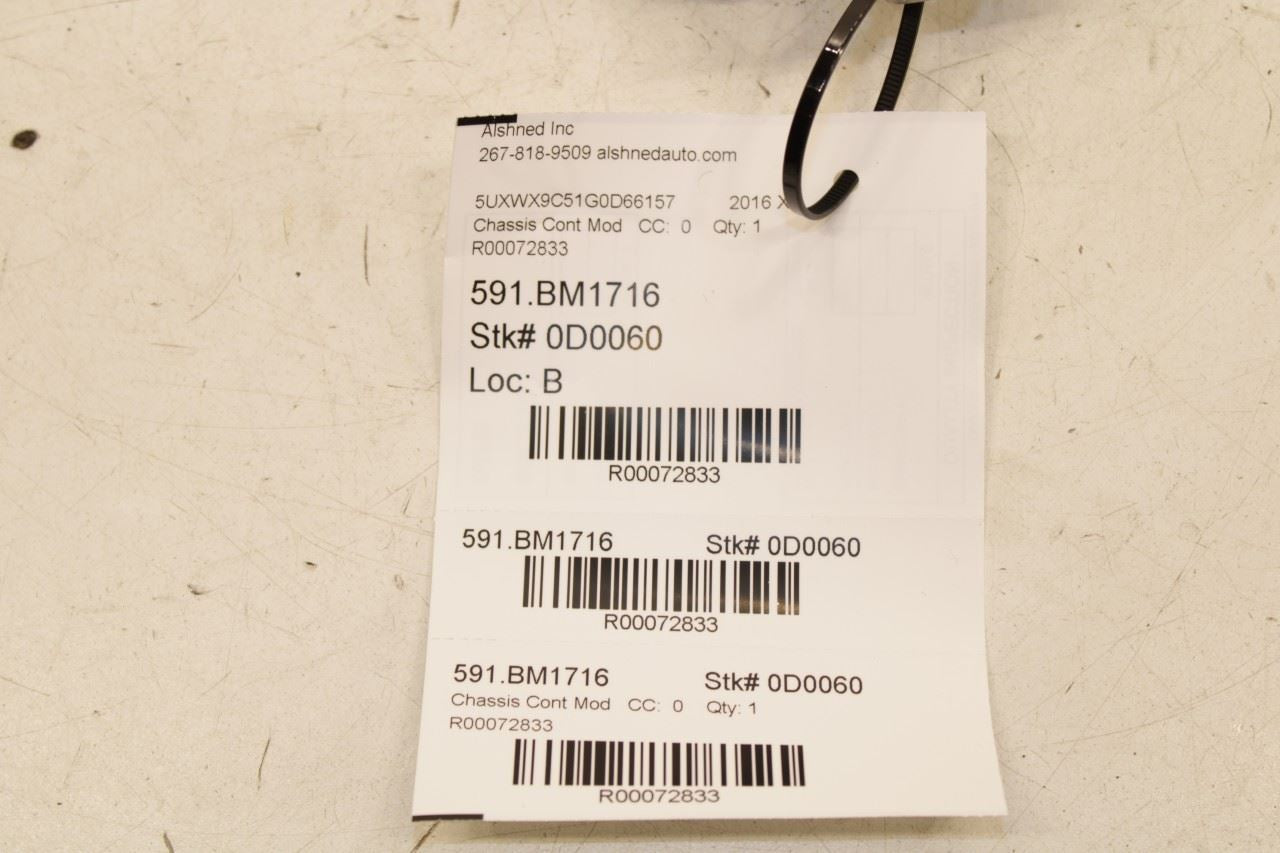 Alshned Inc
267-818-9509 alshnedauto.com
5UXWX9C51G0D66157 2016 X
Chassis Cont Mod CC: 0 Qty: 1
R00072833
591.BM1716
Stk# 0D0060
Loc: B
R00072833
591.BM1716 Stk# 0D0060
R00072833
591.BM1716 Stk# 0D0060
Chassis Cont Mod CC: 0 Qty: 1
R00072833
R00072833